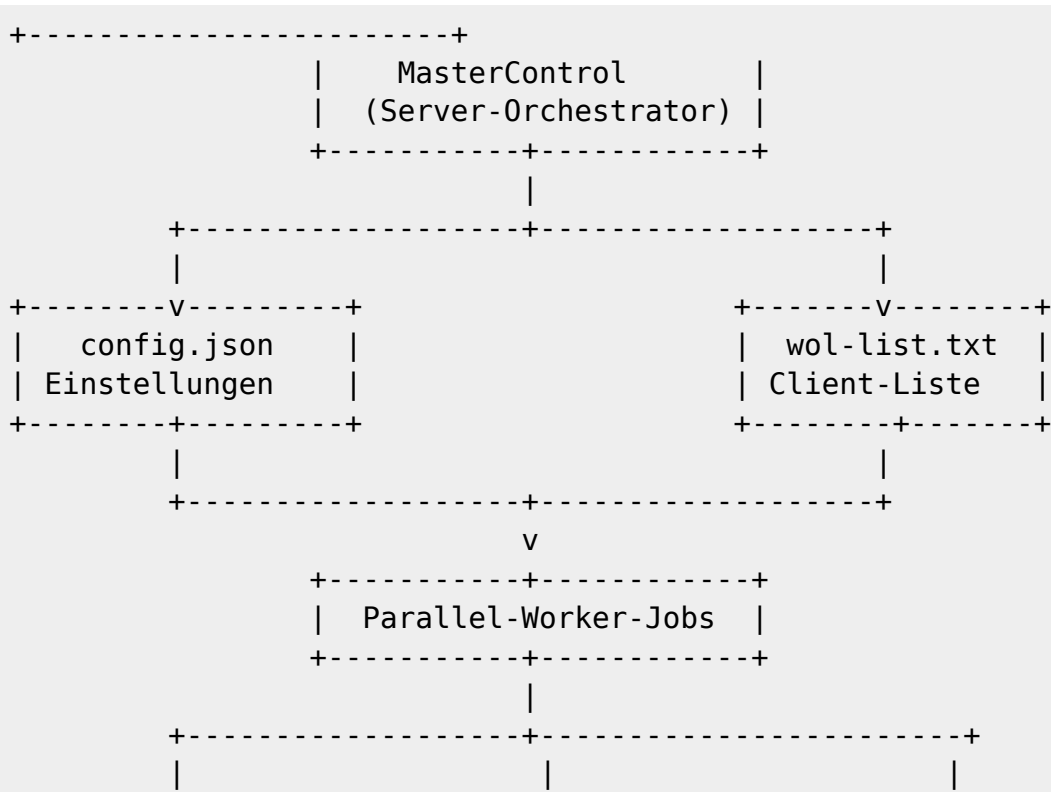 +------------------------+
                 |    MasterControl       |
                 |  (Server-Orchestrator) |
                 +-----------+------------+
                             |
         +-------------------+-------------------+
         |                                       |
+--------v---------+                     +-------v--------+
|   config.json    |                     |  wol-list.txt  |
| Einstellungen    |                     | Client-Liste   |
+--------+---------+                     +--------+-------+
         |                                       |
         +-------------------+-------------------+
                             v
                 +-----------+------------+
                 |  Parallel-Worker-Jobs  |
                 +-----------+------------+
                             |
         +-------------------+------------------------+
         |                    |                      |